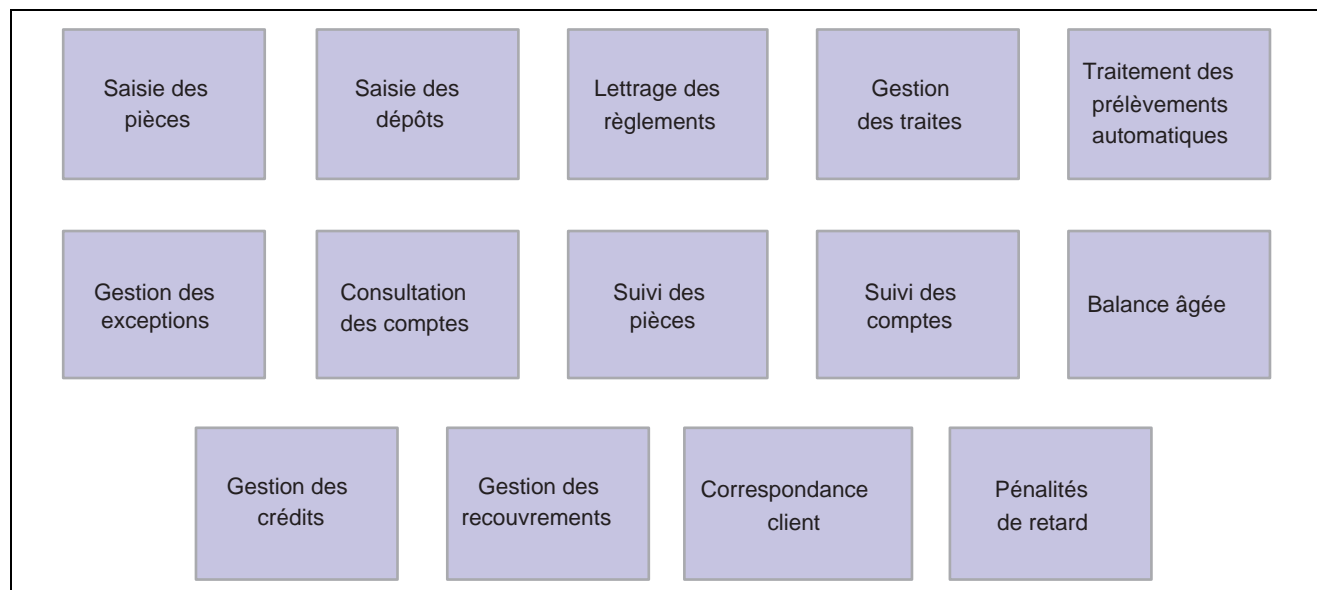 Saisie des
pièces
Saisie des
dépôts
Lettrage des
règlements
Gestion
des traites
Traitement des
prélèvements
automatiques
Gestion des
exceptions
Consultation
des comptes
Suivi des
pièces
Suivi des
comptes
Balance âgée
Gestion des
crédits
Gestion des
recouvrements
Correspondance
client
Pénalités
de retard